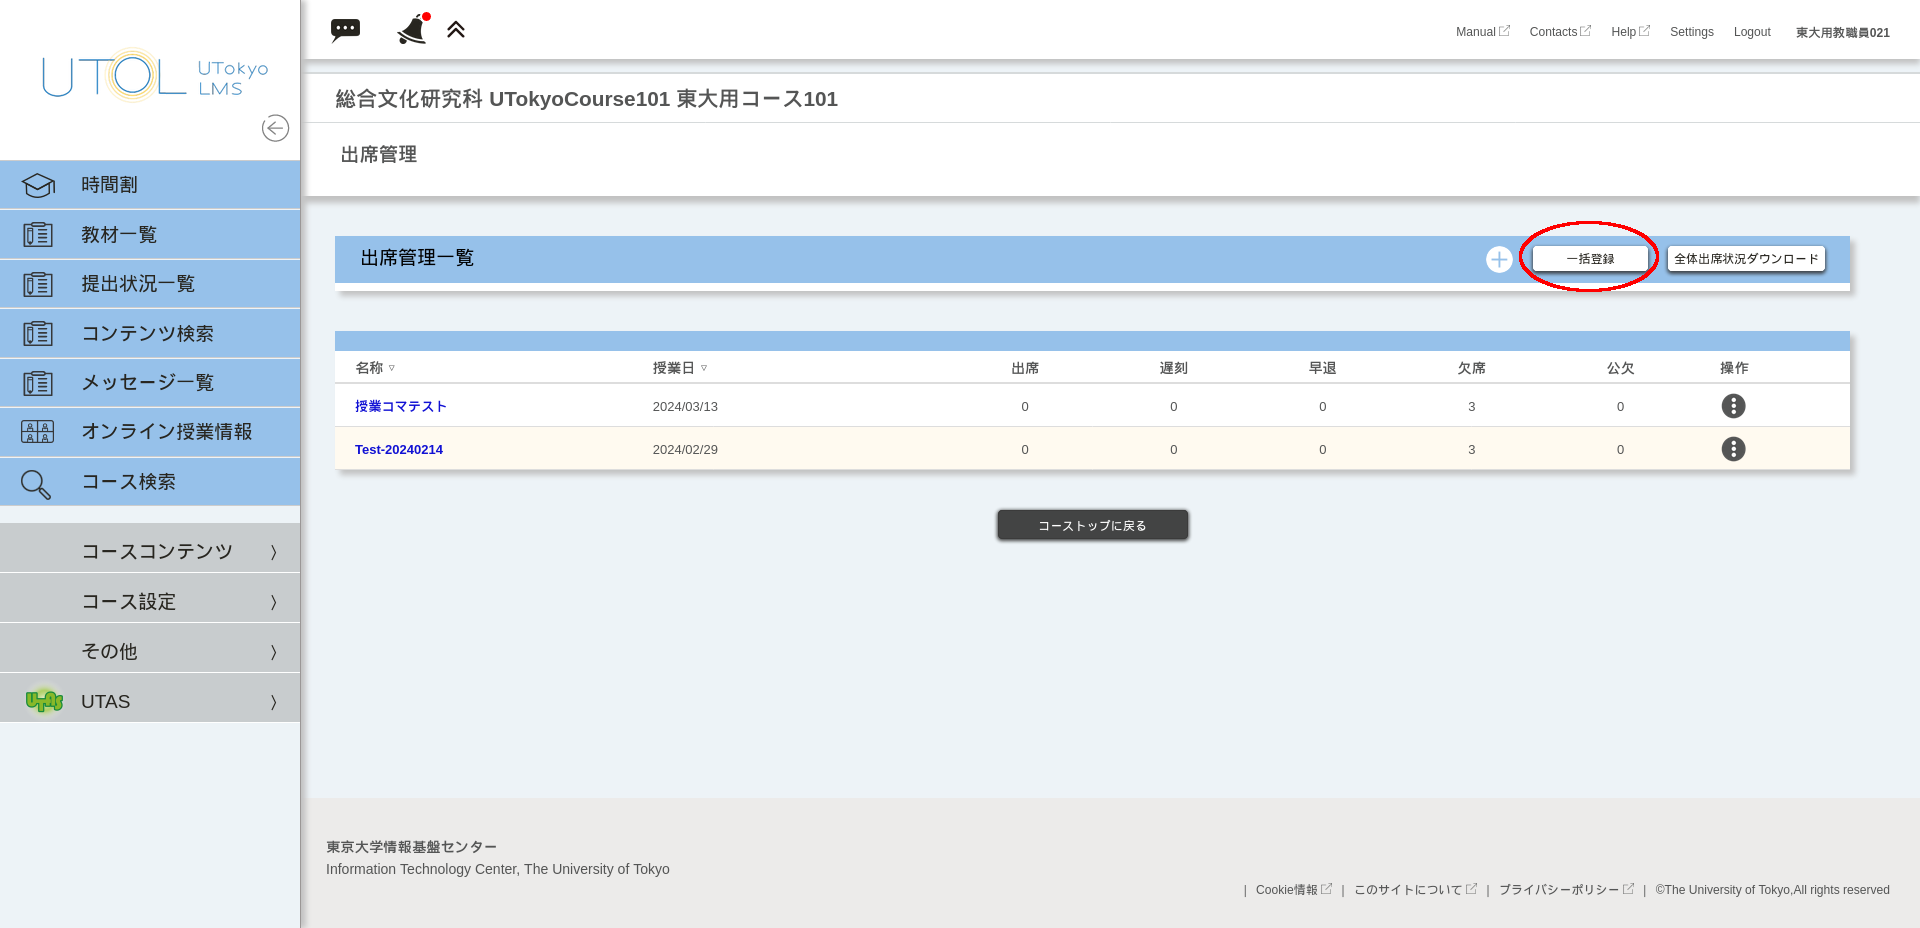 UTOL UTokyo
LMS
Manual Contacts Help Settings Logout 東大用教職員021
総合文化研究科 UTokyoCourse101 東大用コース101
出席管理
時間割
教材一覧
提出状況一覧
コンテンツ検索
メッセージ一覧
オンライン授業情報
コース検索
コースコンテンツ 〉
コース設定 〉
その他 〉
UTAS UTAS 〉
出席管理一覧 一括登録 全体出席状況ダウンロード
名称 ▽ 授業日 ▽ 出席 遅刻 早退 欠席 公欠 操作
授業コマテスト 2024/03/13 0 0 0 3 0
Test-20240214 2024/02/29 0 0 0 3 0
コーストップに戻る
東京大学情報基盤センター
Information Technology Center, The University of Tokyo
| Cookie情報 | このサイトについて | プライバシーポリシー | ©The University of Tokyo,All rights reserved